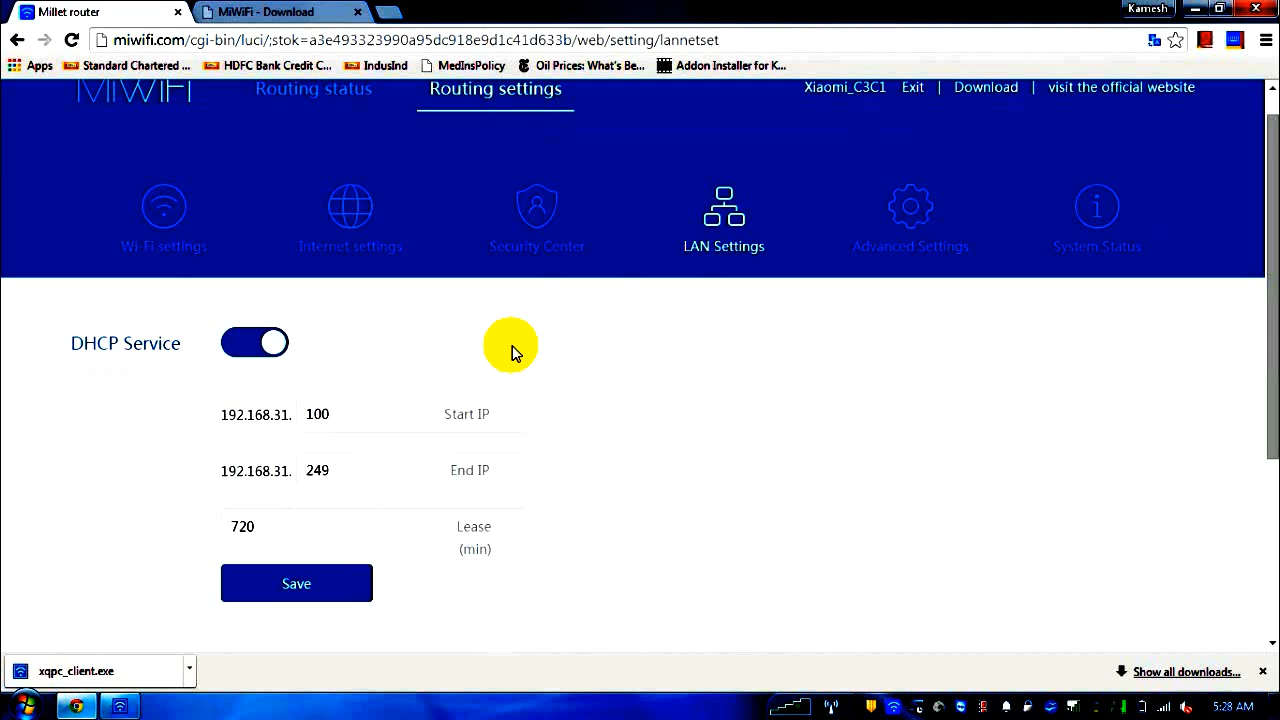 Millet router
MiWiFi - Download
Kamesh
miwifi.com/cgi-bin/luci/;stok=a3e493323990a95dc918e9d1c41d633b/web/setting/lannetset
Apps Standard Chartered ... HDFC Bank Credit C... IndusInd MedInsPolicy Oil Prices: What's Be... Addon Installer for K...
MIWIFI Routing status Routing settings Xiaomi_C3C1 Exit | Download | visit the official website
Wi-Fi settings Internet settings Security Center LAN Settings Advanced Settings System Status
DHCP Service
192.168.31. 100 Start IP
192.168.31. 249 End IP
720 Lease
(min)
Save
xqpc_client.exe
Show all downloads...
5:28 AM